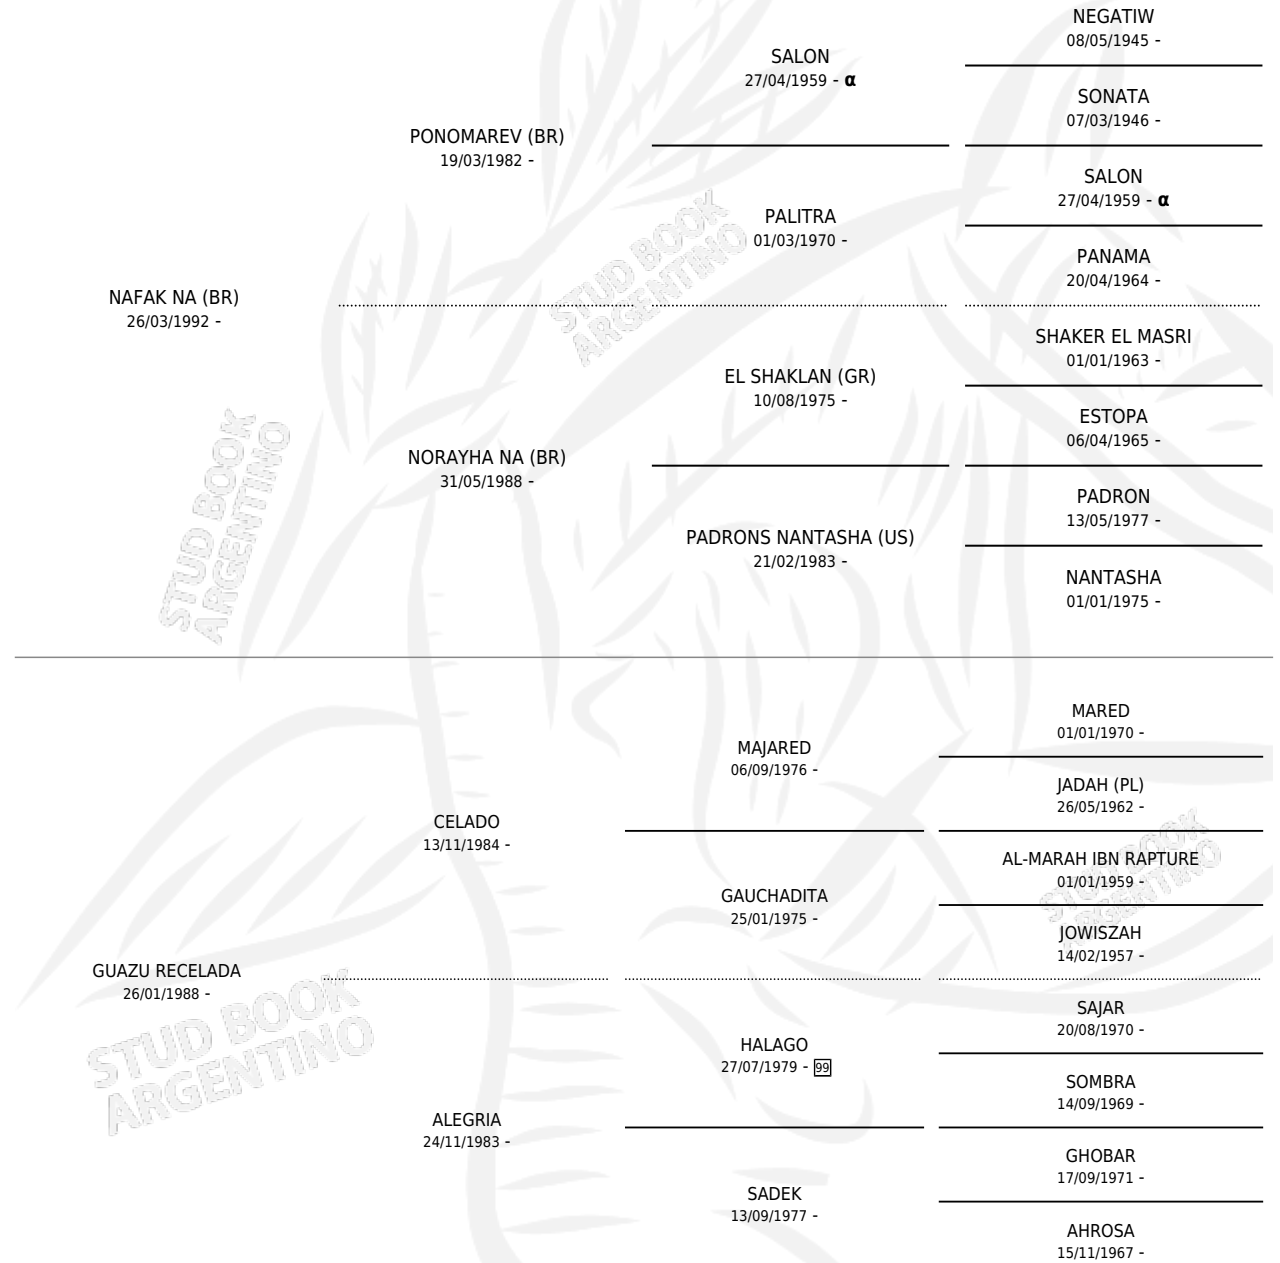 NEGATIW
08/05/1945 -
SALON
27/04/1959 - α
SONATA
07/03/1946 -
PONOMAREV (BR)
19/03/1982 -
SALON
27/04/1959 - α
PALITRA
01/03/1970 -
PANAMA
20/04/1964 -
NAFAK NA (BR)
26/03/1992 -
SHAKER EL MASRI
01/01/1963 -
EL SHAKLAN (GR)
10/08/1975 -
ESTOPA
06/04/1965 -
NORAYHA NA (BR)
31/05/1988 -
PADRON
13/05/1977 -
PADRONS NANTASHA (US)
21/02/1983 -
NANTASHA
01/01/1975 -
STUD BOOK
ARGENTINO
STUD BOOK
ARGENTINO
MARED
01/01/1970 -
MAJARED
06/09/1976 -
JADAH (PL)
26/05/1962 -
CELADO
13/11/1984 -
AL-MARAH IBN RAPTURE
01/01/1959 -
GAUCHADITA
25/01/1975 -
JOWISZAH
14/02/1957 -
GUAZU RECELADA
26/01/1988 -
SAJAR
20/08/1970 -
HALAGO
27/07/1979 - 99
SOMBRA
14/09/1969 -
ALEGRIA
24/11/1983 -
GHOBAR
17/09/1971 -
SADEK
13/09/1977 -
AHROSA
15/11/1967 -
STUD BOOK
ARGENTINO
STUD BOOK
ARGENTINO